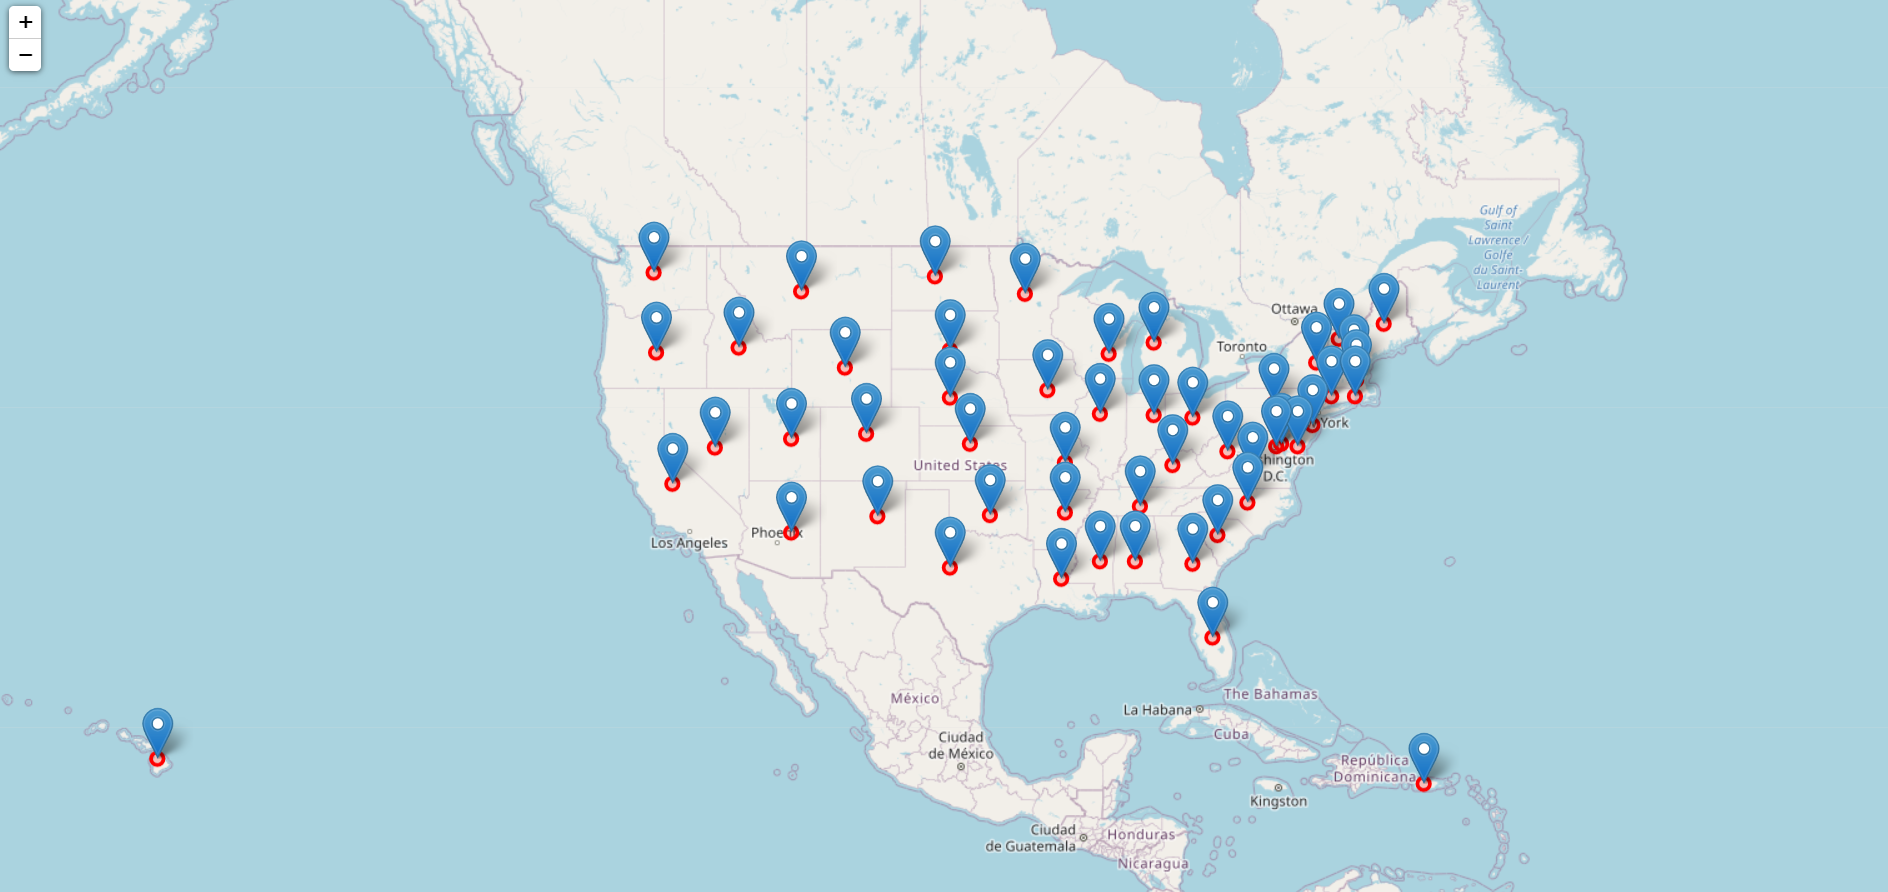 +
−
Gulf of
Saint
Lawrence /
Golfe
du Saint-
Laurent
Ottawa
Toronto
York
United States
shington
D.C.
Phoenix
Los Angeles
The Bahamas
México
La Habana
Cuba
Ciudad
de México
República
Dominicana
Kingston
Ciudad
de Guatemala
Honduras
Nicaragua